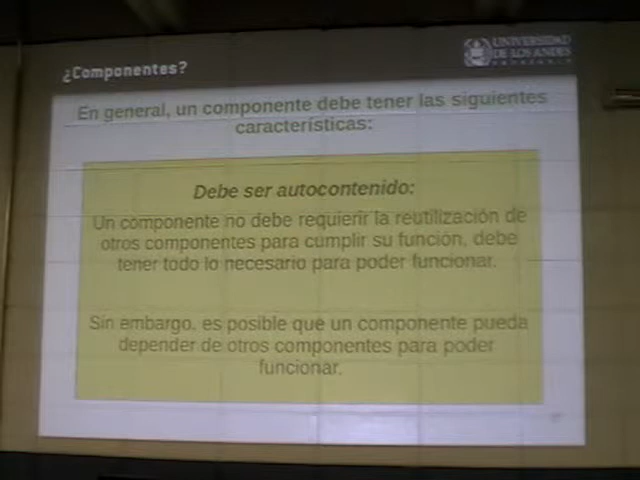 ¿Componentes?
UNIVERSIDAD
DE LOS ANDES
En general, un componente debe tener las siguientes
características:
Debe ser autocontenido:
Un componente no debe requierir la reutilización de
otros componentes para cumplir su función, debe
tener todo lo necesario para poder funcionar.
Sin embargo, es posible que un componente pueda
depender de otros componentes para poder
funcionar.